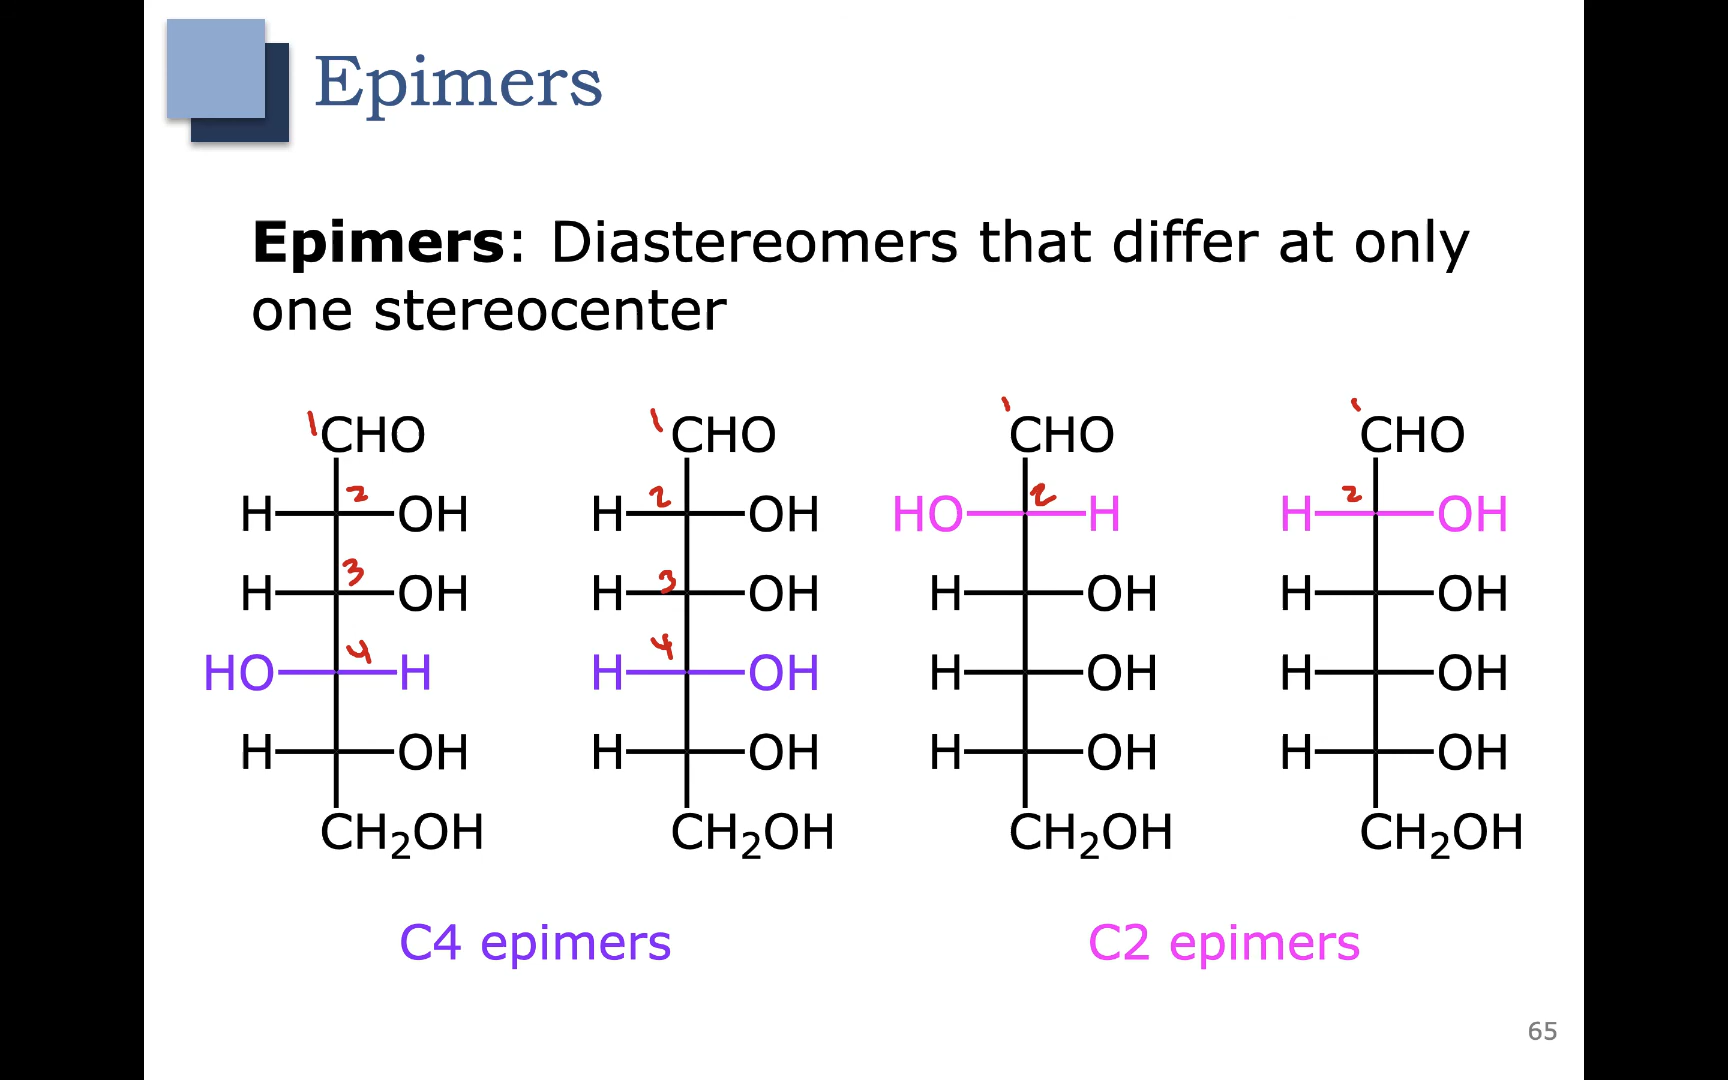 Epimers
Epimers: Diastereomers that differ at only
one stereocenter
1 CHO 1 CHO CHO CHO
H 2 OH H 2 OH HO 2 H H 2 OH
H 3 OH H 3 OH H OH H OH
HO 4 H H 4 OH H OH H OH
H OH H OH H OH H OH
CH₂OH CH₂OH CH₂OH CH₂OH
C4 epimers C2 epimers
65